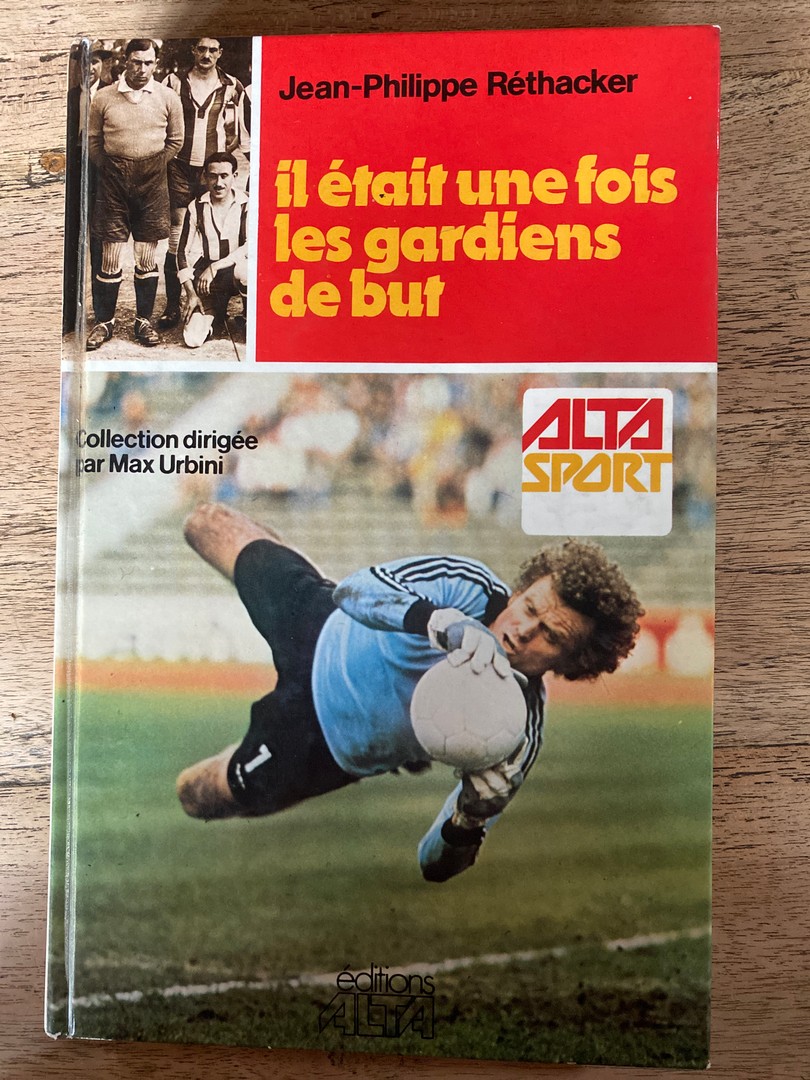 Jean-Philippe Réthacker
il était une fois
les gardiens
de but
Collection dirigée
par Max Urbini
ALTA
SPORT
1
éditions
ALTA